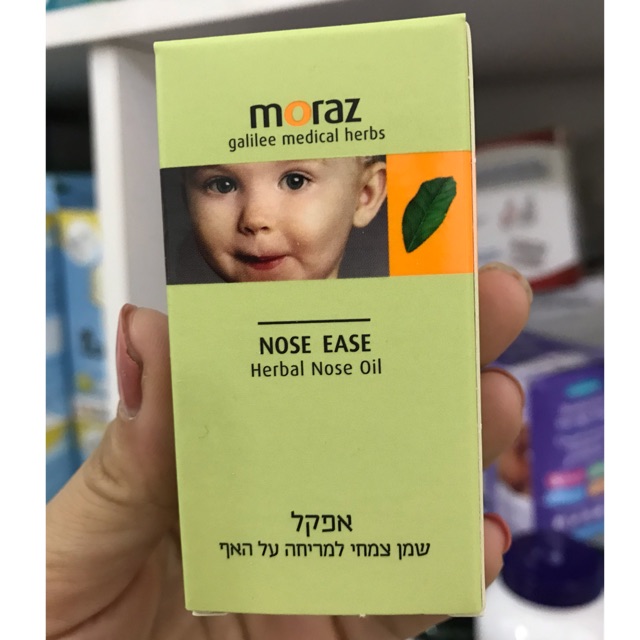 moraz
galilee medical herbs
NOSE EASE
Herbal Nose Oil
אפקל
שמן צמחי למריחה על האף